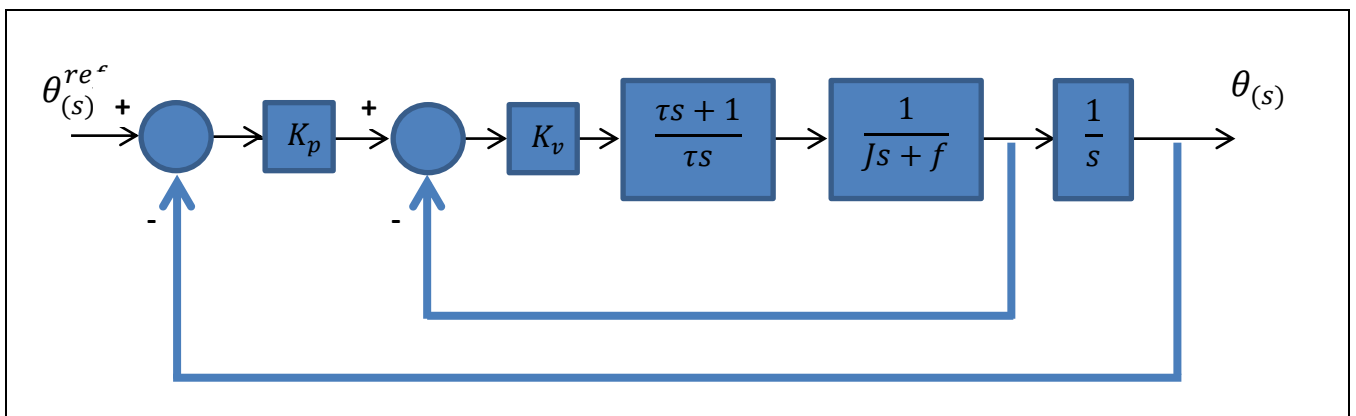 θ(s)^ref
+
K_p
+
K_v
τs + 1
τs
1
Js + f
1
s
θ(s)
-
-